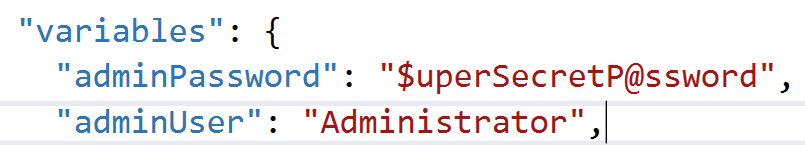 "variables": {
"adminPassword": "$uperSecretP@ssword",
"adminUser": "Administrator",